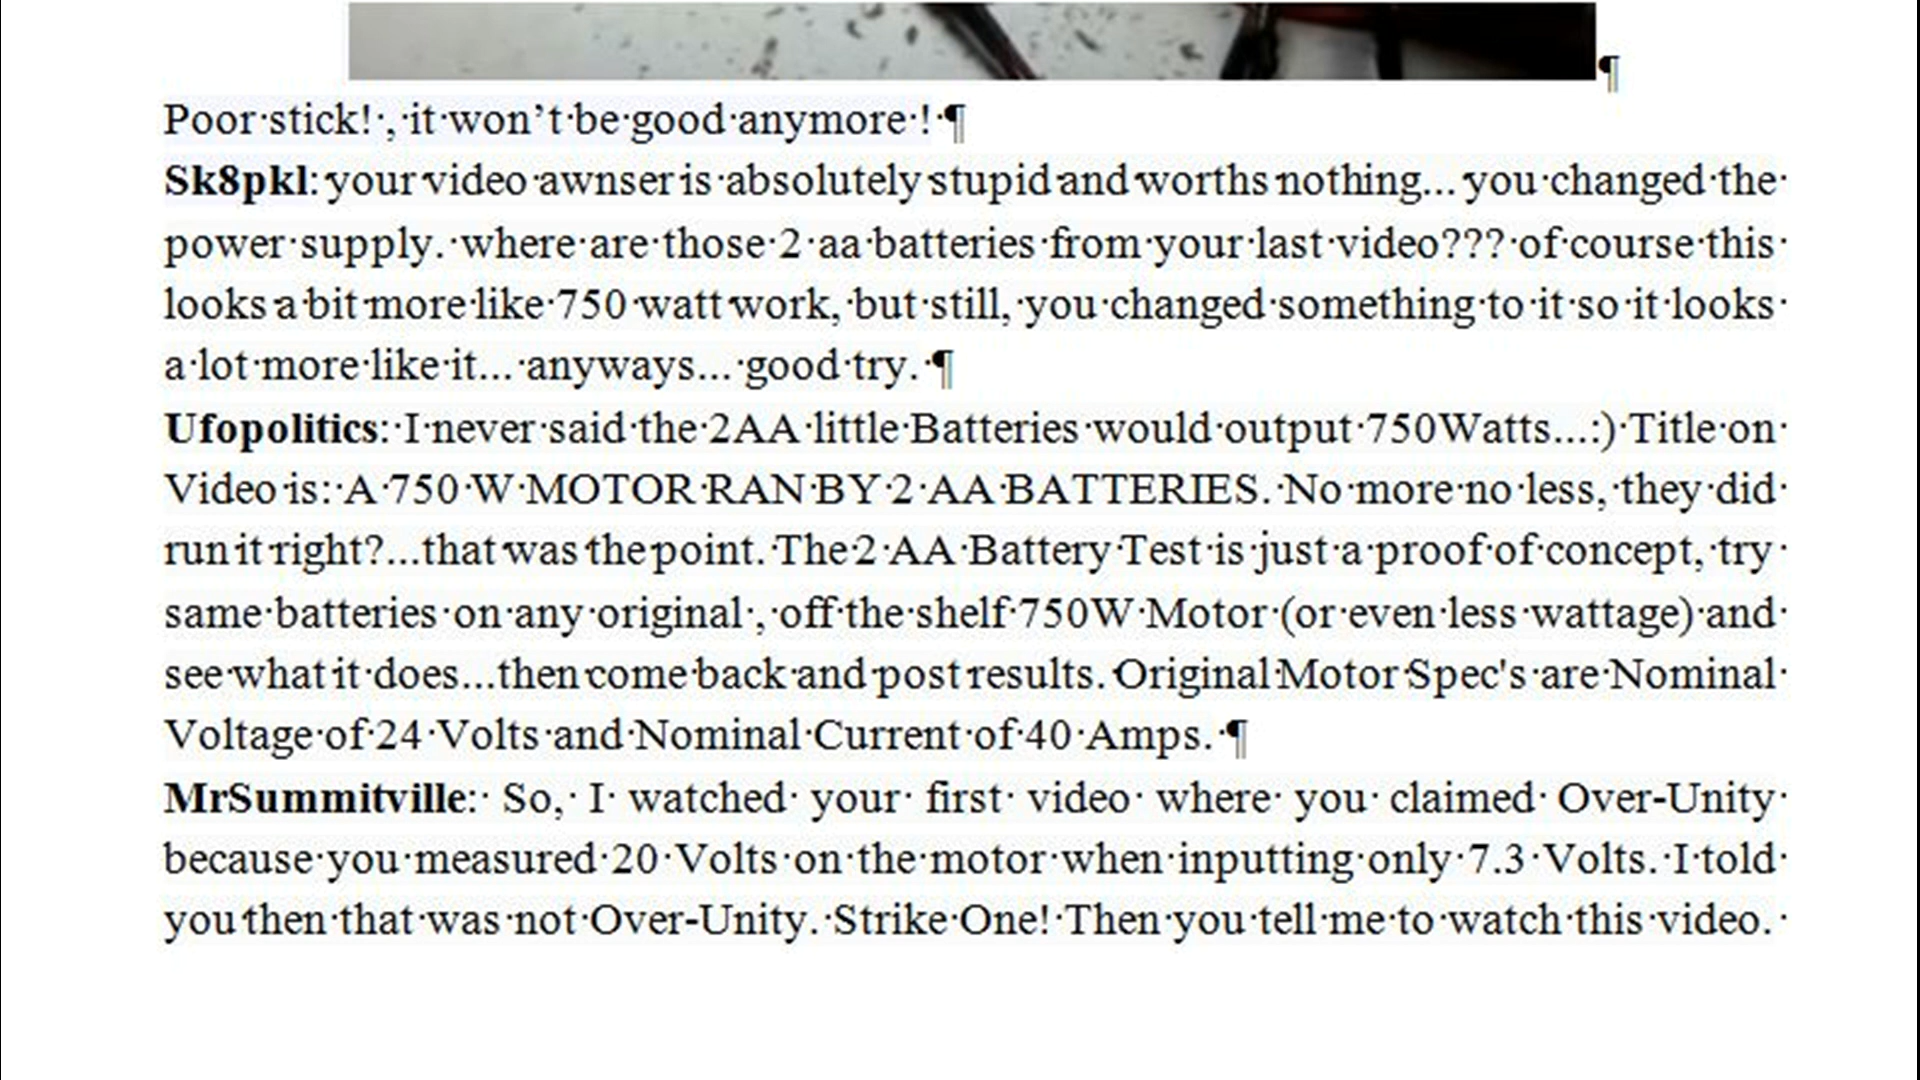 Poor stick! , it won’t be good anymore !
Sk8pkl: your video awnser is absolutely stupid and worths nothing... you changed the
power supply. where are those 2 aa batteries from your last video??? of course this
looks a bit more like 750 watt work, but still, you changed something to it so it looks
a lot more like it... anyways... good try.
Ufopolitics: I never said the 2AA little Batteries would output 750Watts...:) Title on
Video is: A 750 W MOTOR RAN BY 2 AA BATTERIES. No more no less, they did
run it right?...that was the point. The 2 AA Battery Test is just a proof of concept, try
same batteries on any original , off the shelf 750W Motor (or even less wattage) and
see what it does...then come back and post results. Original Motor Spec's are Nominal
Voltage of 24 Volts and Nominal Current of 40 Amps.
MrSummitville: So, I watched your first video where you claimed Over-Unity
because you measured 20 Volts on the motor when inputting only 7.3 Volts. I told
you then that was not Over-Unity. Strike One! Then you tell me to watch this video.